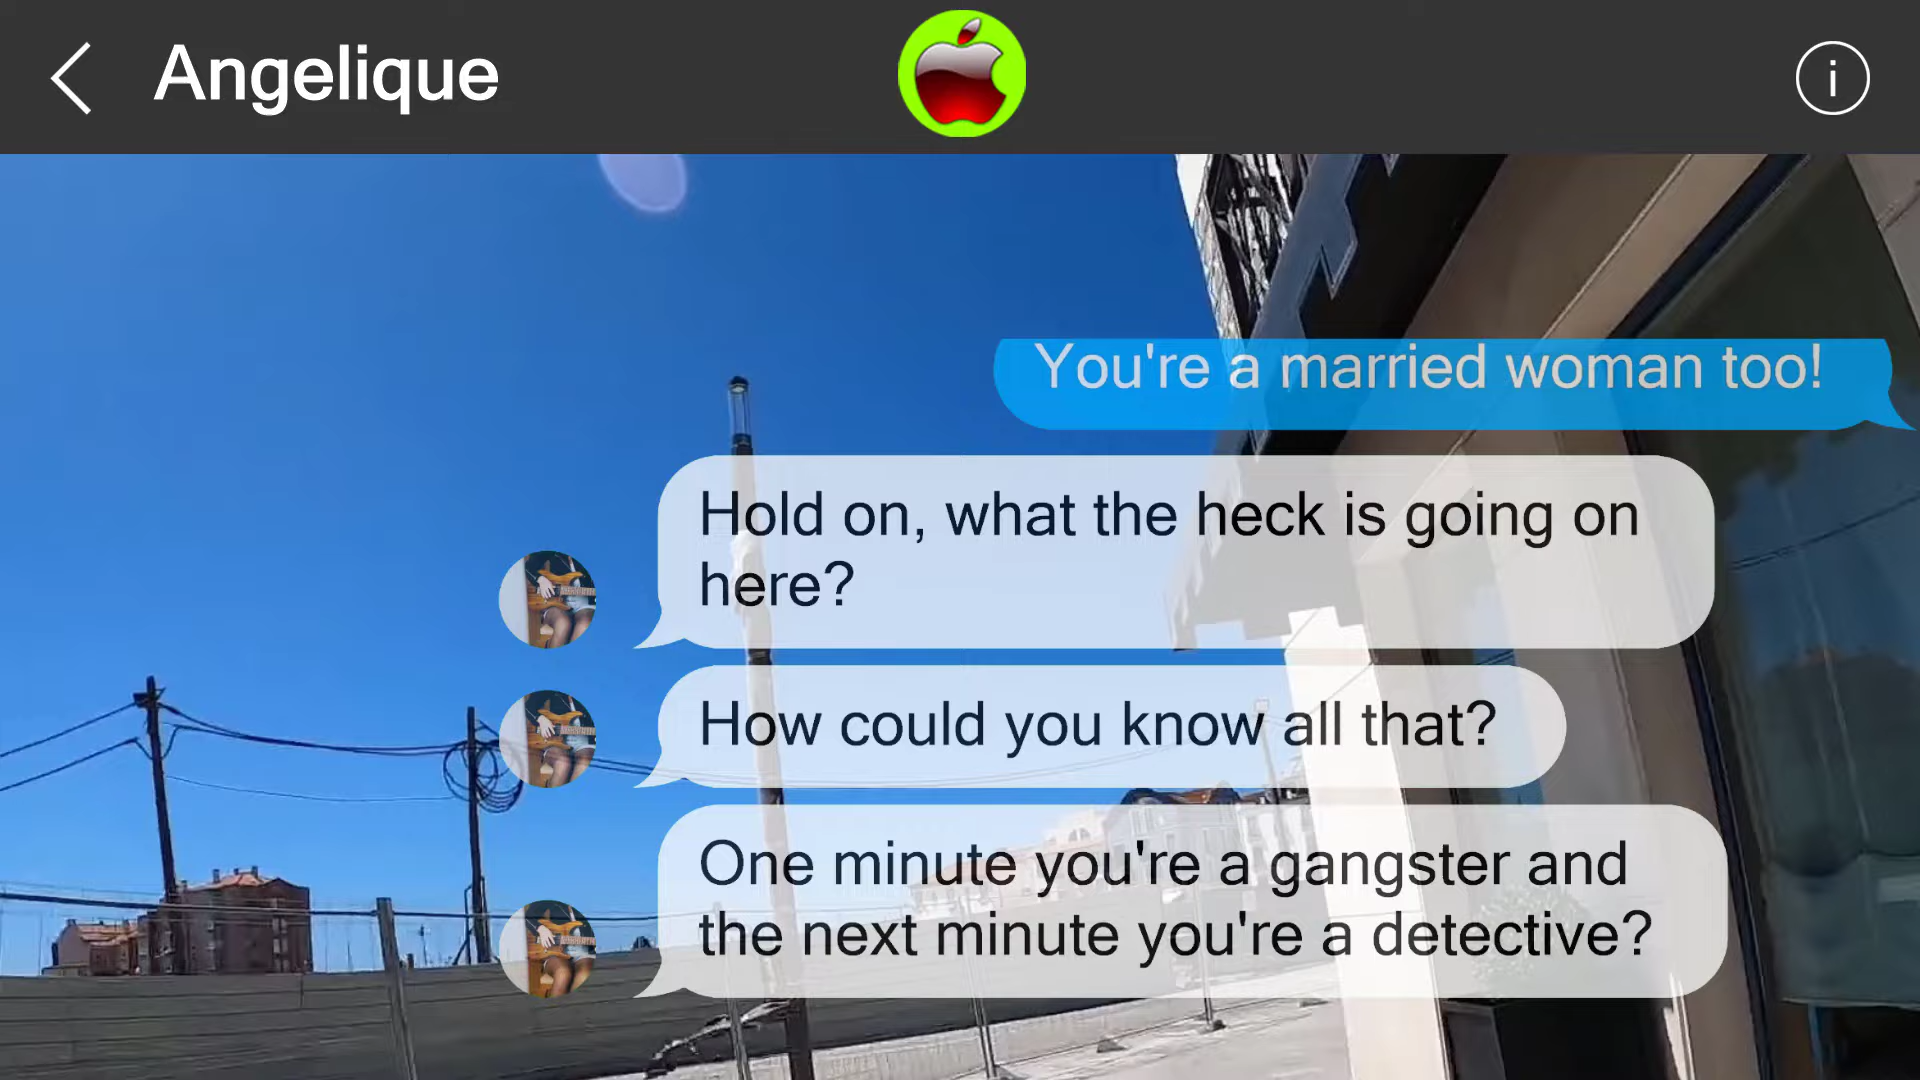 Angelique
You're a married woman too!
Hold on, what the heck is going on
here?
How could you know all that?
One minute you're a gangster and
the next minute you're a detective?